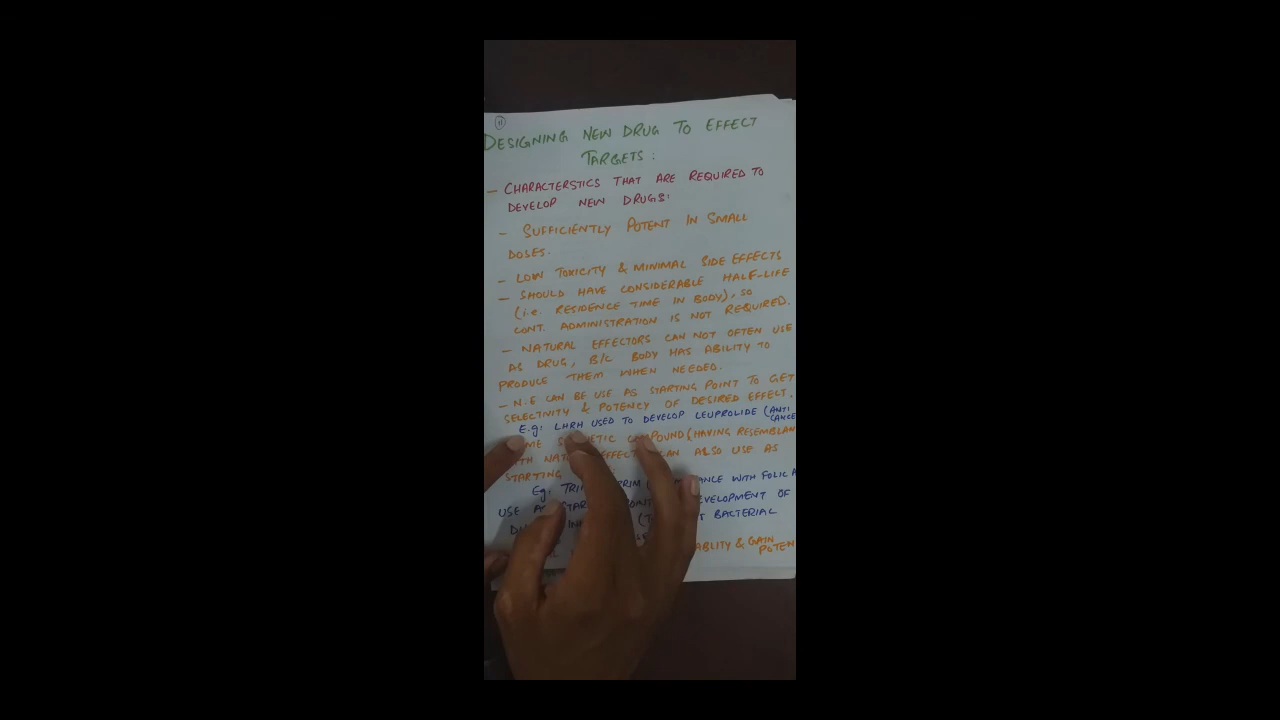 11
DESIGNING NEW DRUG TO EFFECT
TARGETS:
- CHARACTERSTICS THAT ARE REQUIRED TO
DEVELOP NEW DRUGS:
- SUFFICIENTLY POTENT IN SMALL
DOSES.
- LOW TOXICITY & MINIMAL SIDE EFFECTS
- SHOULD HAVE CONSIDERABLE HALF-LIFE
(i.e. RESIDENCE TIME IN BODY), SO
CONT. ADMINISTRATION IS NOT REQUIRED.
- NATURAL EFFECTORS CAN NOT OFTEN USE
AS DRUG, B/C BODY HAS ABILITY TO
PRODUCE THEM WHEN NEEDED.
- N.E CAN BE USE AS STARTING POINT TO GET
SELECTIVITY & POTENCY OF DESIRED EFFECT.
E.g: LHRH USED TO DEVELOP LEUPROLIDE (ANTI
CANCE
COMPOUND (HAVING RESEMBLAN
CAN ALSO USE AS
STARTING
Eg: WITH FOLIC A
USE AS OF
BACTERIAL
& GAIN
POTEN